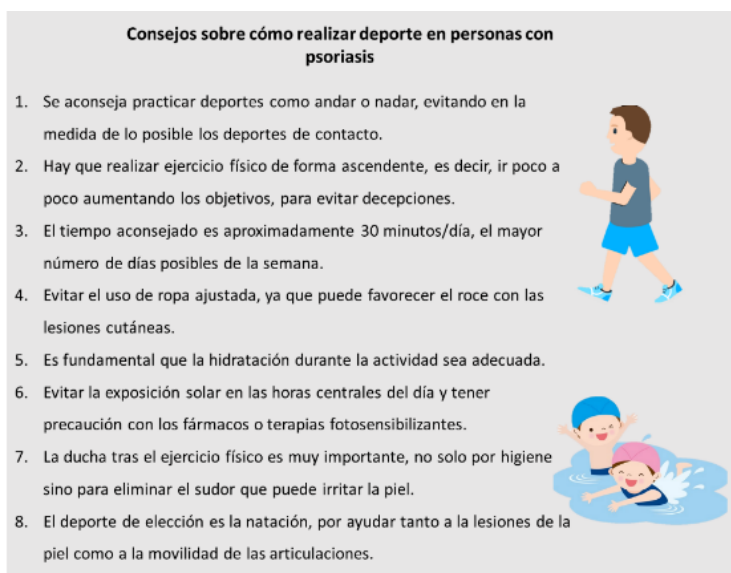 Consejos sobre cómo realizar deporte en personas con
psoriasis
1. Se aconseja practicar deportes como andar o nadar, evitando en la
medida de lo posible los deportes de contacto.
2. Hay que realizar ejercicio físico de forma ascendente, es decir, ir poco a
poco aumentando los objetivos, para evitar decepciones.
3. El tiempo aconsejado es aproximadamente 30 minutos/día, el mayor
número de días posibles de la semana.
4. Evitar el uso de ropa ajustada, ya que puede favorecer el roce con las
lesiones cutáneas.
5. Es fundamental que la hidratación durante la actividad sea adecuada.
6. Evitar la exposición solar en las horas centrales del día y tener
precaución con los fármacos o terapias fotosensibilizantes.
7. La ducha tras el ejercicio físico es muy importante, no solo por higiene
sino para eliminar el sudor que puede irritar la piel.
8. El deporte de elección es la natación, por ayudar tanto a la lesiones de la
piel como a la movilidad de las articulaciones.